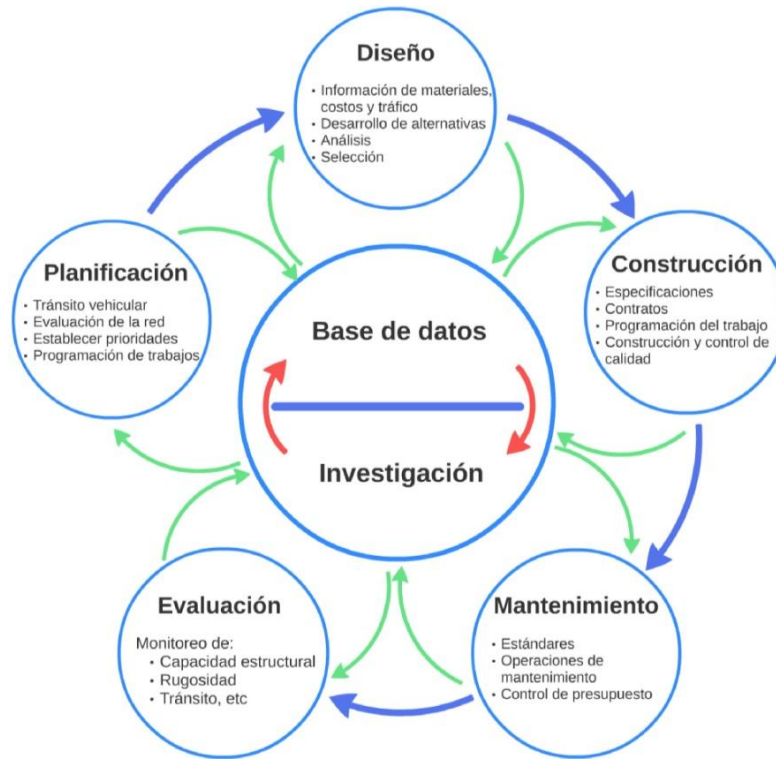 Diseño
• Información de materiales,
costos y tráfico
• Desarrollo de alternativas
• Análisis
• Selección
Planificación
• Tránsito vehicular
• Evaluación de la red
• Establecer prioridades
• Programación de trabajos
Construcción
• Especificaciones
• Contratos
• Programación del trabajo
• Construcción y control de
calidad
Base de datos
Investigación
Evaluación
Monitoreo de:
• Capacidad estructural
• Rugosidad
• Tránsito, etc
Mantenimiento
• Estándares
• Operaciones de
mantenimiento
• Control de presupuesto